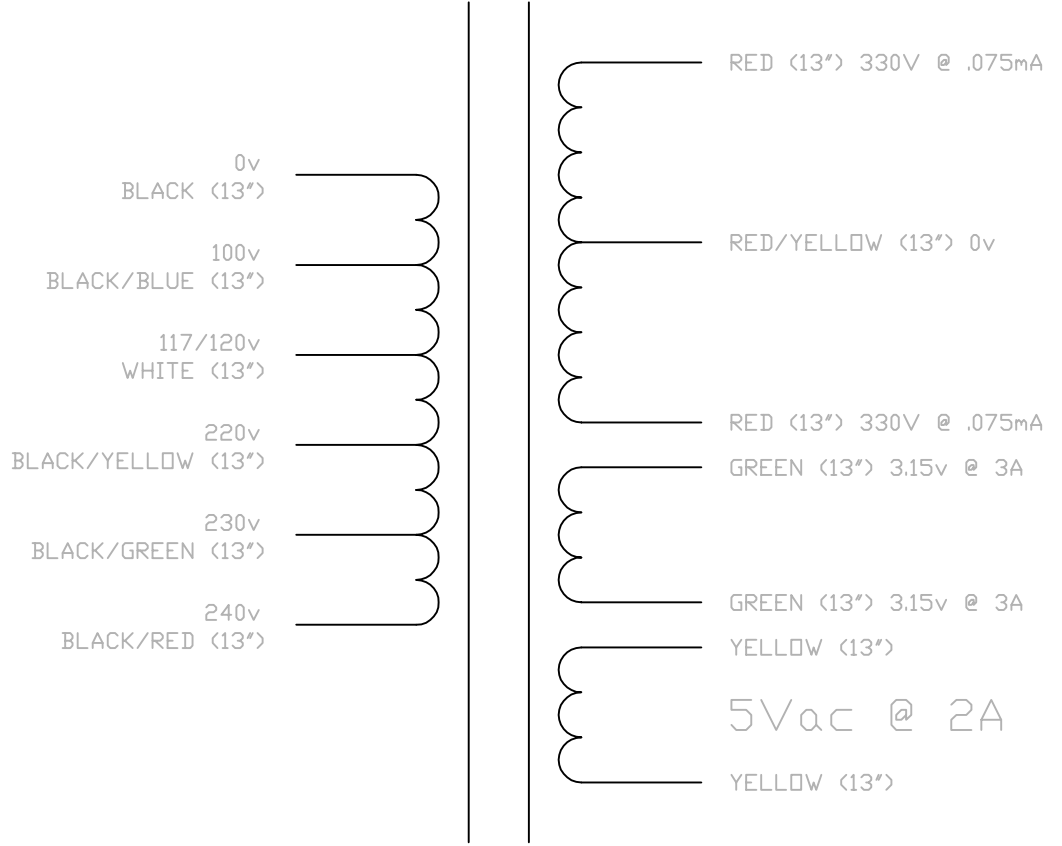 0v
BLACK (13")
100v
BLACK/BLUE (13")
117/120v
WHITE (13")
220v
BLACK/YELLOW (13")
230v
BLACK/GREEN (13")
240v
BLACK/RED (13")
RED (13") 330V @ .075mA
RED/YELLOW (13") 0v
RED (13") 330V @ .075mA
GREEN (13") 3.15v @ 3A
GREEN (13") 3.15v @ 3A
YELLOW (13")
5Vac @ 2A
YELLOW (13")